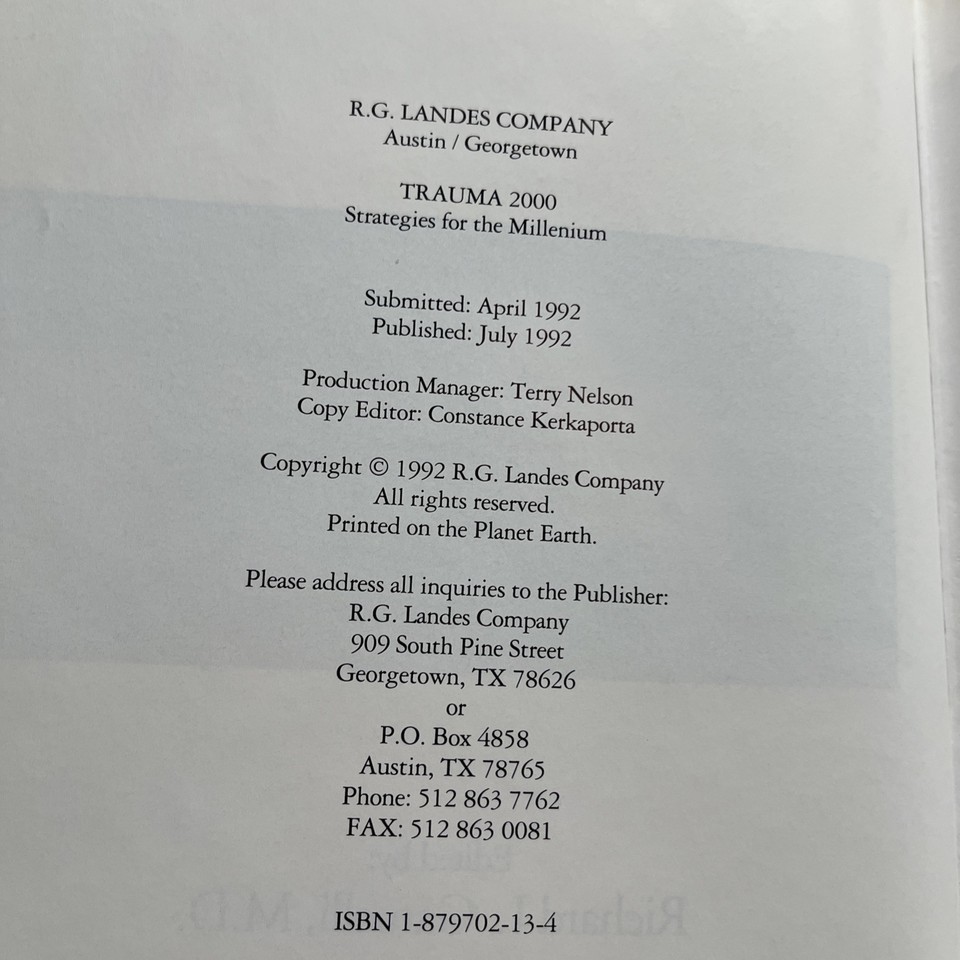 R.G. LANDES COMPANY
Austin / Georgetown
TRAUMA 2000
Strategies for the Millenium
Submitted: April 1992
Published: July 1992
Production Manager: Terry Nelson
Copy Editor: Constance Kerkaporta
Copyright © 1992 R.G. Landes Company
All rights reserved.
Printed on the Planet Earth.
Please address all inquiries to the Publisher:
R.G. Landes Company
909 South Pine Street
Georgetown, TX 78626
or
P.O. Box 4858
Austin, TX 78765
Phone: 512 863 7762
FAX: 512 863 0081
Edited by:
Richard M.D.
ISBN 1-879702-13-4